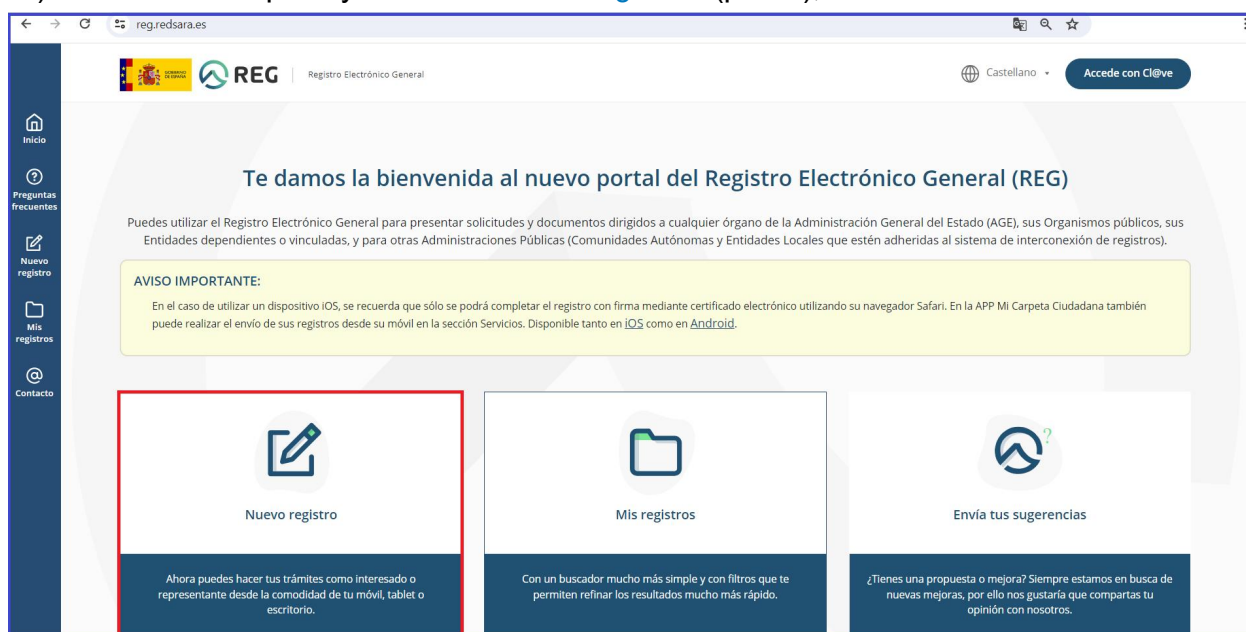 reg.redsara.es
GOBIERNO DE ESPAÑA
REG
Registro Electrónico General
Castellano
Accede con Cl@ve
Inicio
Preguntas
frecuentes
Nuevo
registro
Mis
registros
Contacto
Te damos la bienvenida al nuevo portal del Registro Electrónico General (REG)
Puedes utilizar el Registro Electrónico General para presentar solicitudes y documentos dirigidos a cualquier órgano de la Administración General del Estado (AGE), sus Organismos públicos, sus
Entidades dependientes o vinculadas, y para otras Administraciones Públicas (Comunidades Autónomas y Entidades Locales que estén adheridas al sistema de interconexión de registros).
AVISO IMPORTANTE:
En el caso de utilizar un dispositivo iOS, se recuerda que sólo se podrá completar el registro con firma mediante certificado electrónico utilizando su navegador Safari. En la APP Mi Carpeta Ciudadana también
puede realizar el envío de sus registros desde su móvil en la sección Servicios. Disponible tanto en iOS como en Android.
Nuevo registro
Ahora puedes hacer tus trámites como interesado o
representante desde la comodidad de tu móvil, tablet o
escritorio.
Mis registros
Con un buscador mucho más simple y con filtros que te
permiten refinar los resultados mucho más rápido.
?
Envía tus sugerencias
¿Tienes una propuesta o mejora? Siempre estamos en busca de
nuevas mejoras, por ello nos gustaría que compartas tu
opinión con nosotros.